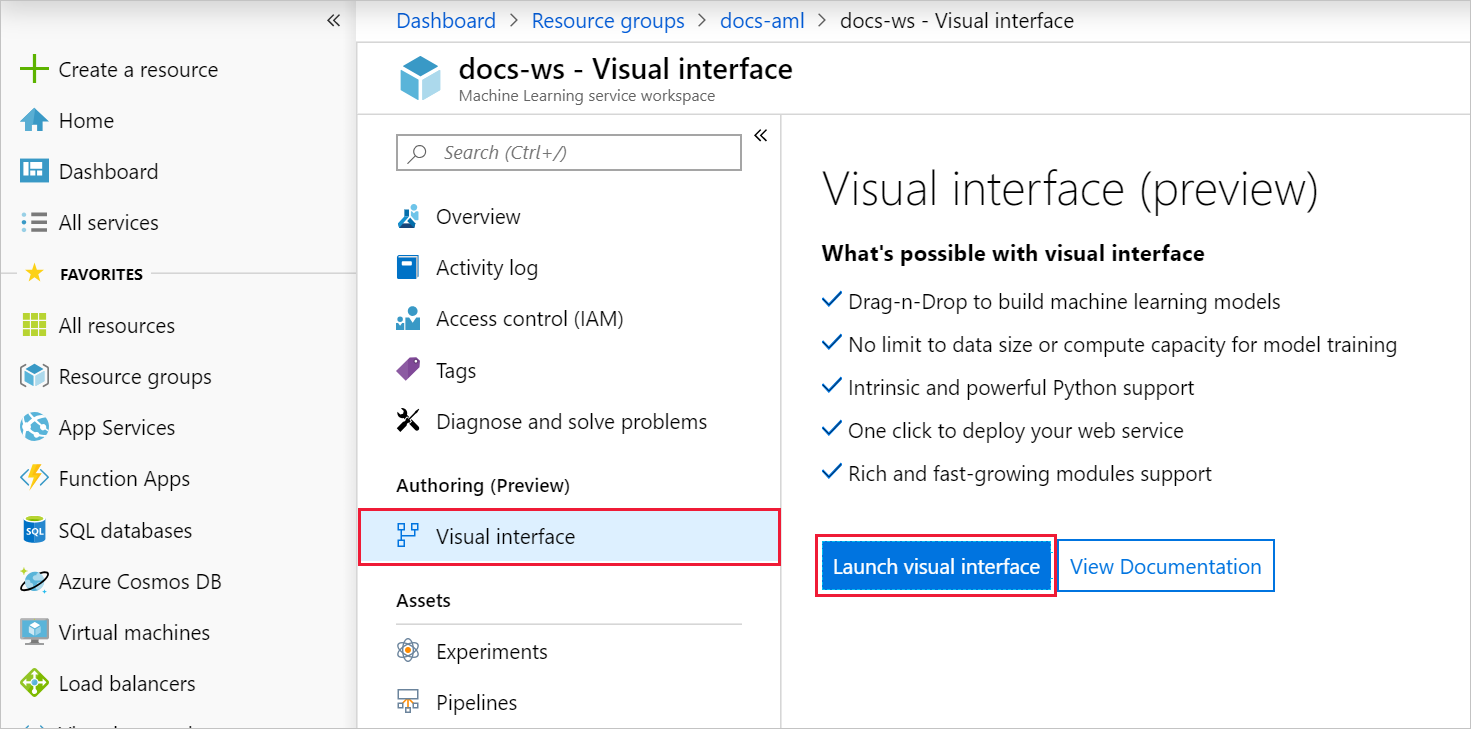 Dashboard > Resource groups > docs-aml > docs-ws - Visual interface
Create a resource
Home
Dashboard
All services
FAVORITES
All resources
Resource groups
App Services
Function Apps
SQL databases
Azure Cosmos DB
Virtual machines
Load balancers
docs-ws - Visual interface
Machine Learning service workspace
Search (Ctrl+/)
Overview
Activity log
Access control (IAM)
Tags
Diagnose and solve problems
Authoring (Preview)
Visual interface
Assets
Experiments
Pipelines
Visual interface (preview)
What's possible with visual interface
Drag-n-Drop to build machine learning models
No limit to data size or compute capacity for model training
Intrinsic and powerful Python support
One click to deploy your web service
Rich and fast-growing modules support
Launch visual interface
View Documentation